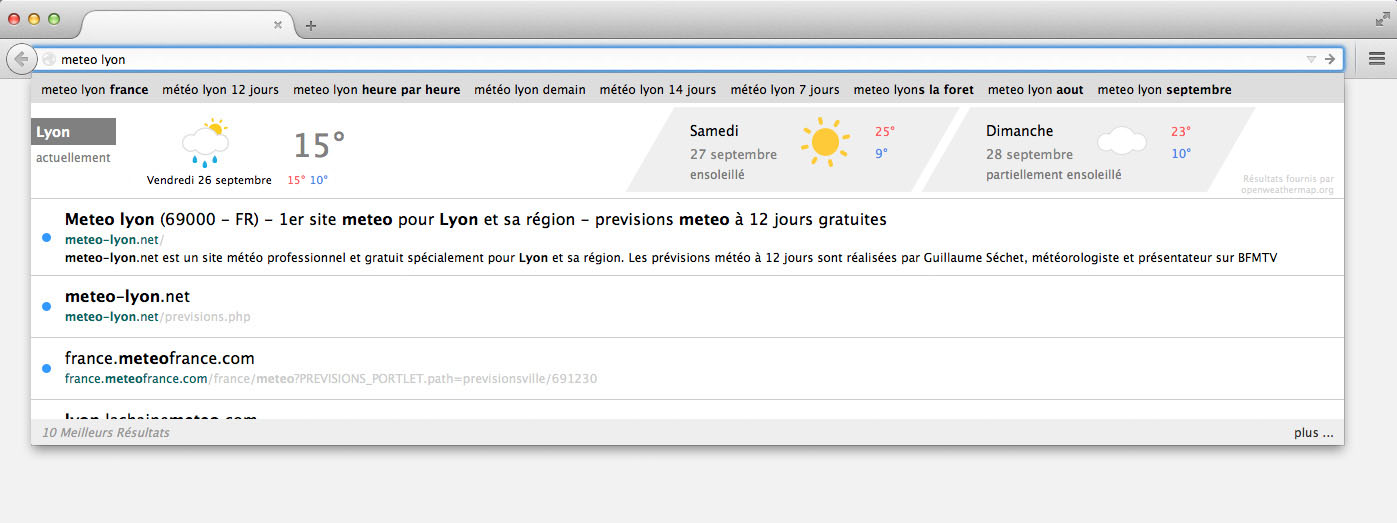 meteo lyon
meteo lyon france météo lyon 12 jours meteo lyon heure par heure météo lyon demain météo lyon 14 jours météo lyon 7 jours meteo lyons la foret meteo lyon aout meteo lyon septembre
Lyon
actuellement
15°
Vendredi 26 septembre 15° 10°
Samedi 25°
27 septembre 9°
ensoleillé
Dimanche 23°
28 septembre 10°
partiellement ensoleillé
Résultats fournis par
openweathermap.org
Meteo lyon (69000 - FR) - 1er site meteo pour Lyon et sa région - previsions meteo à 12 jours gratuites
meteo-lyon.net/
meteo-lyon.net est un site météo professionnel et gratuit spécialement pour Lyon et sa région. Les prévisions météo à 12 jours sont réalisées par Guillaume Séchet, météorologiste et présentateur sur BFMTV
meteo-lyon.net
meteo-lyon.net/previsions.php
france.meteofrance.com
france.meteofrance.com/france/meteo?PREVISIONS_PORTLET.path=previsionsville/691230
lyon.lachainemeteo.com
10 Meilleurs Résultats
plus ...